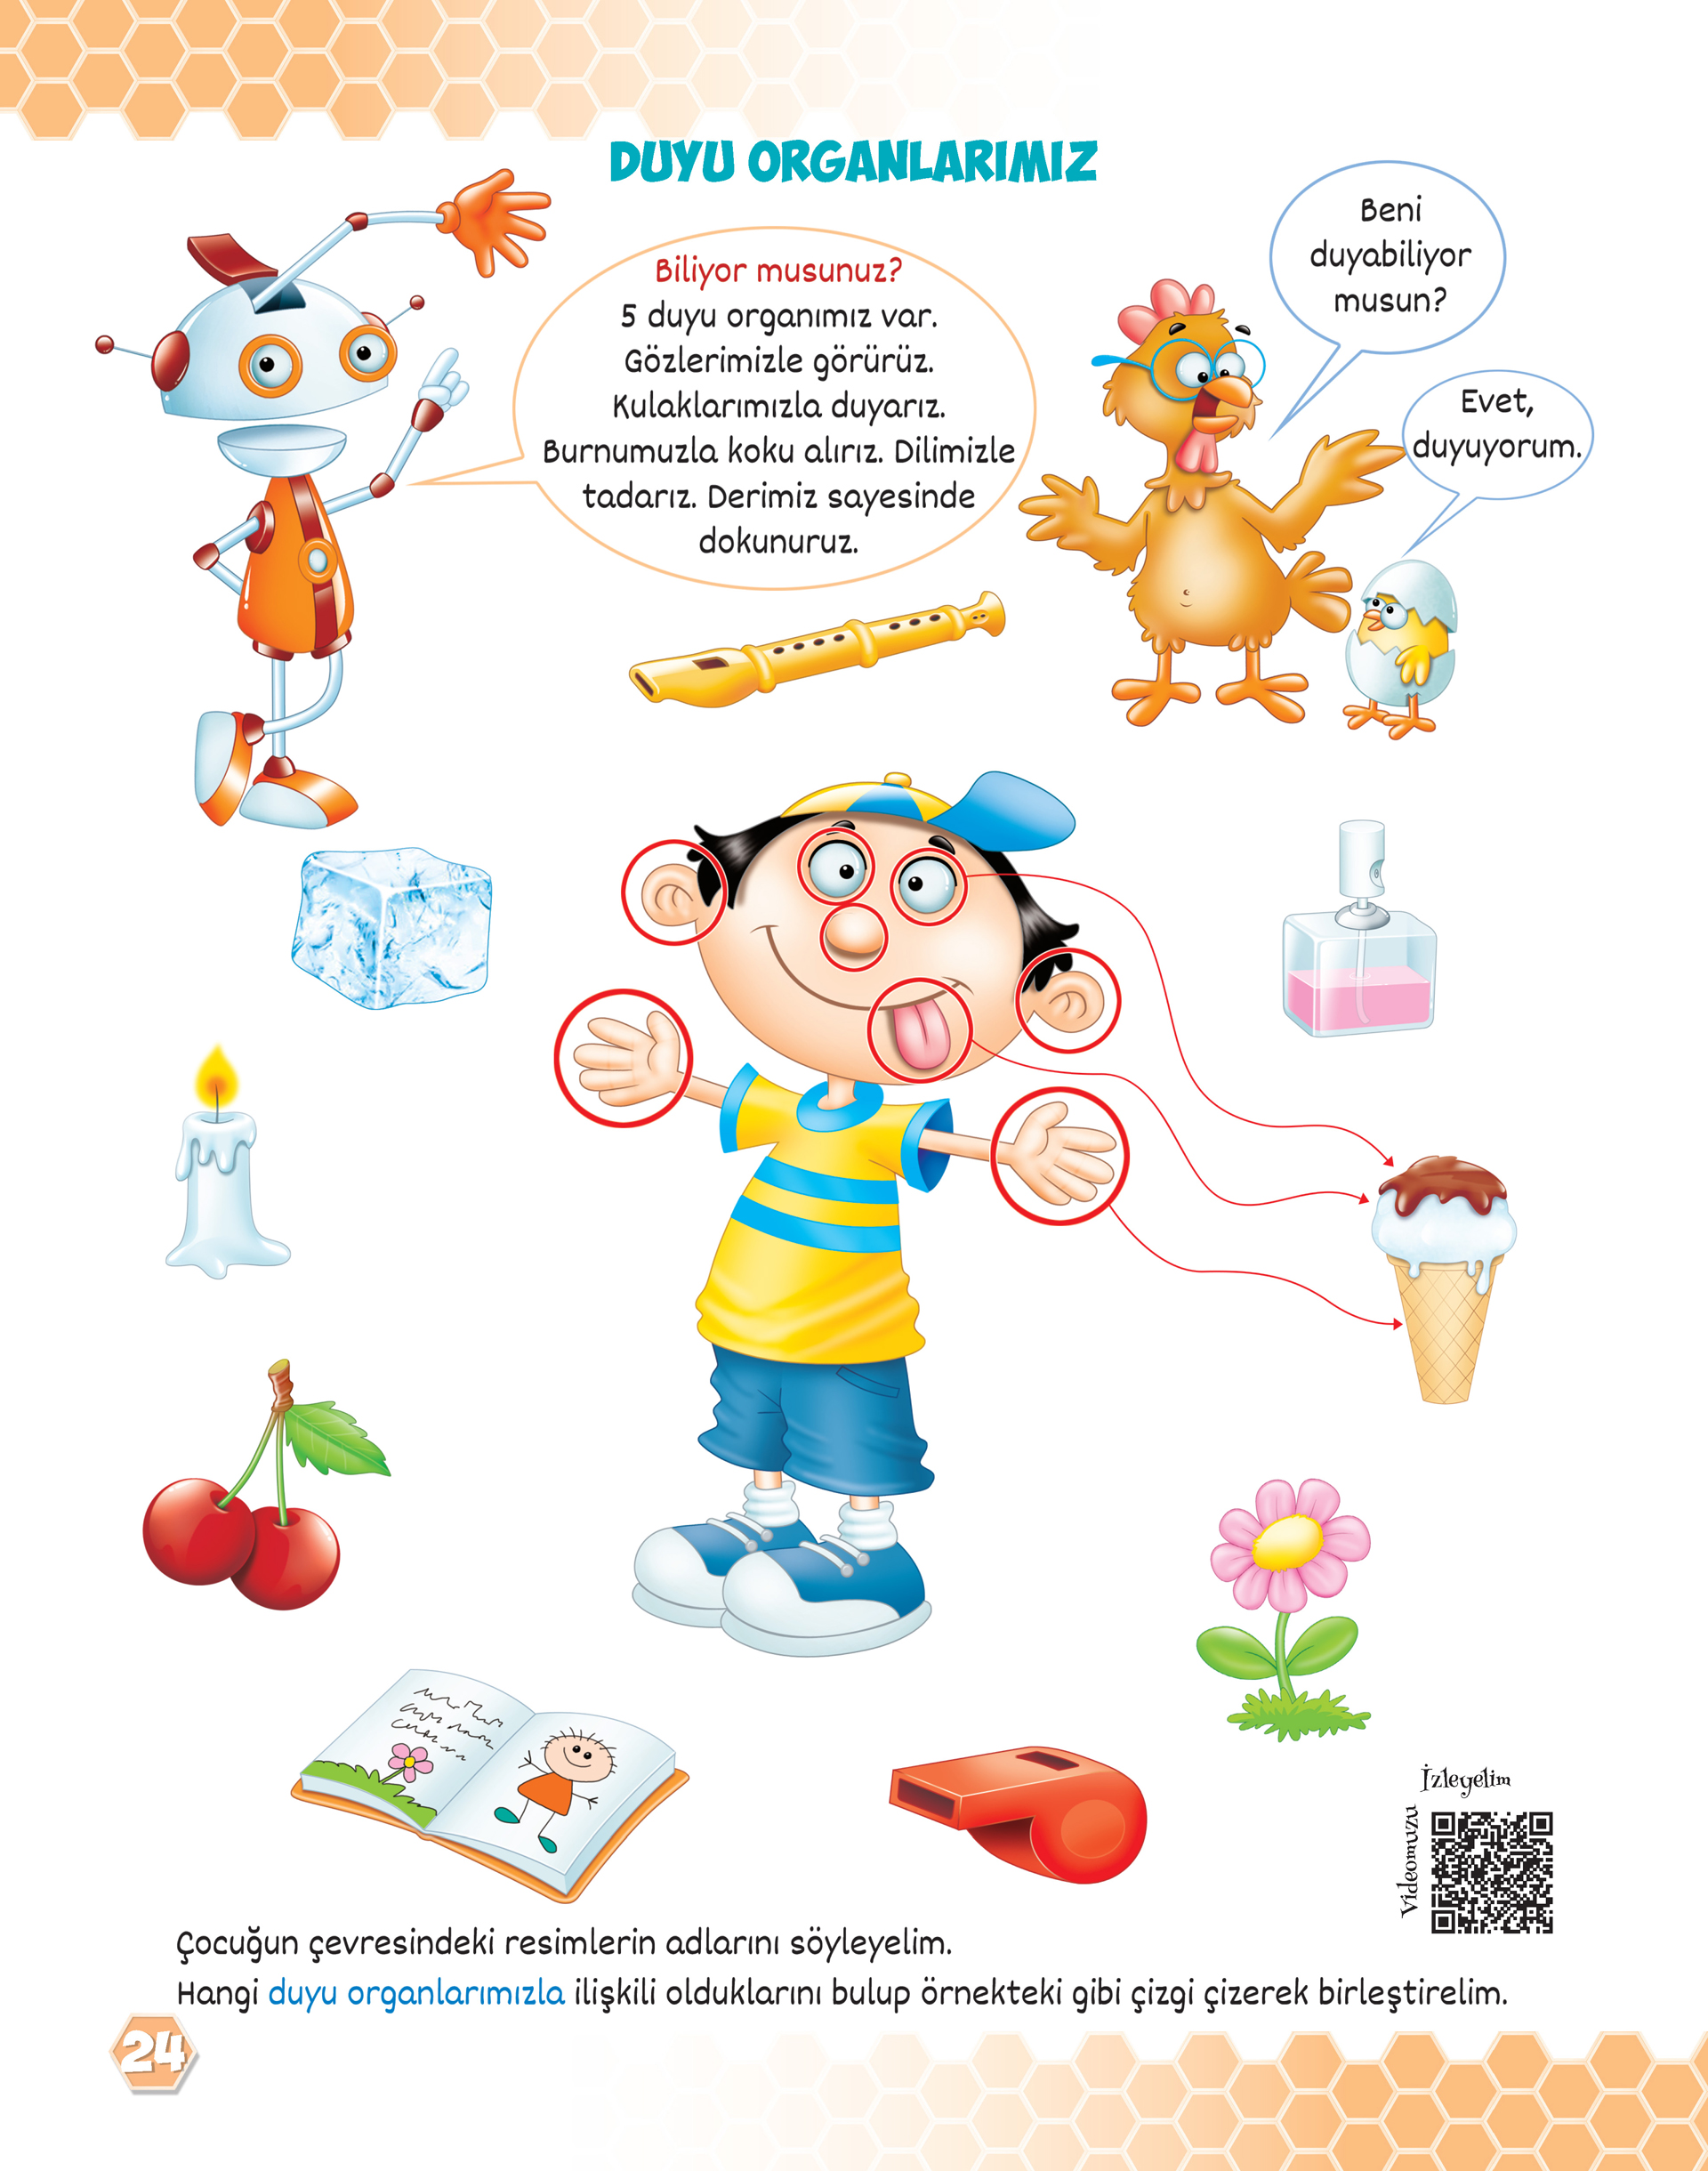 DUYU ORGANLARIMIZ
Biliyor musunuz?
5 duyu organımız var.
Gözlerimizle görürüz.
Kulaklarımızla duyarız.
Burnumuzla koku alırız. Dilimizle
tadarız. Derimiz sayesinde
dokunuruz.
Beni
duyabiliyor
musun?
Evet,
duyuyorum.
İzleyelim
Videomuzu
Çocuğun çevresindeki resimlerin adlarını söyleyelim.
Hangi duyu organlarımızla ilişkili olduklarını bulup örnekteki gibi çizgi çizerek birleştirelim.
24